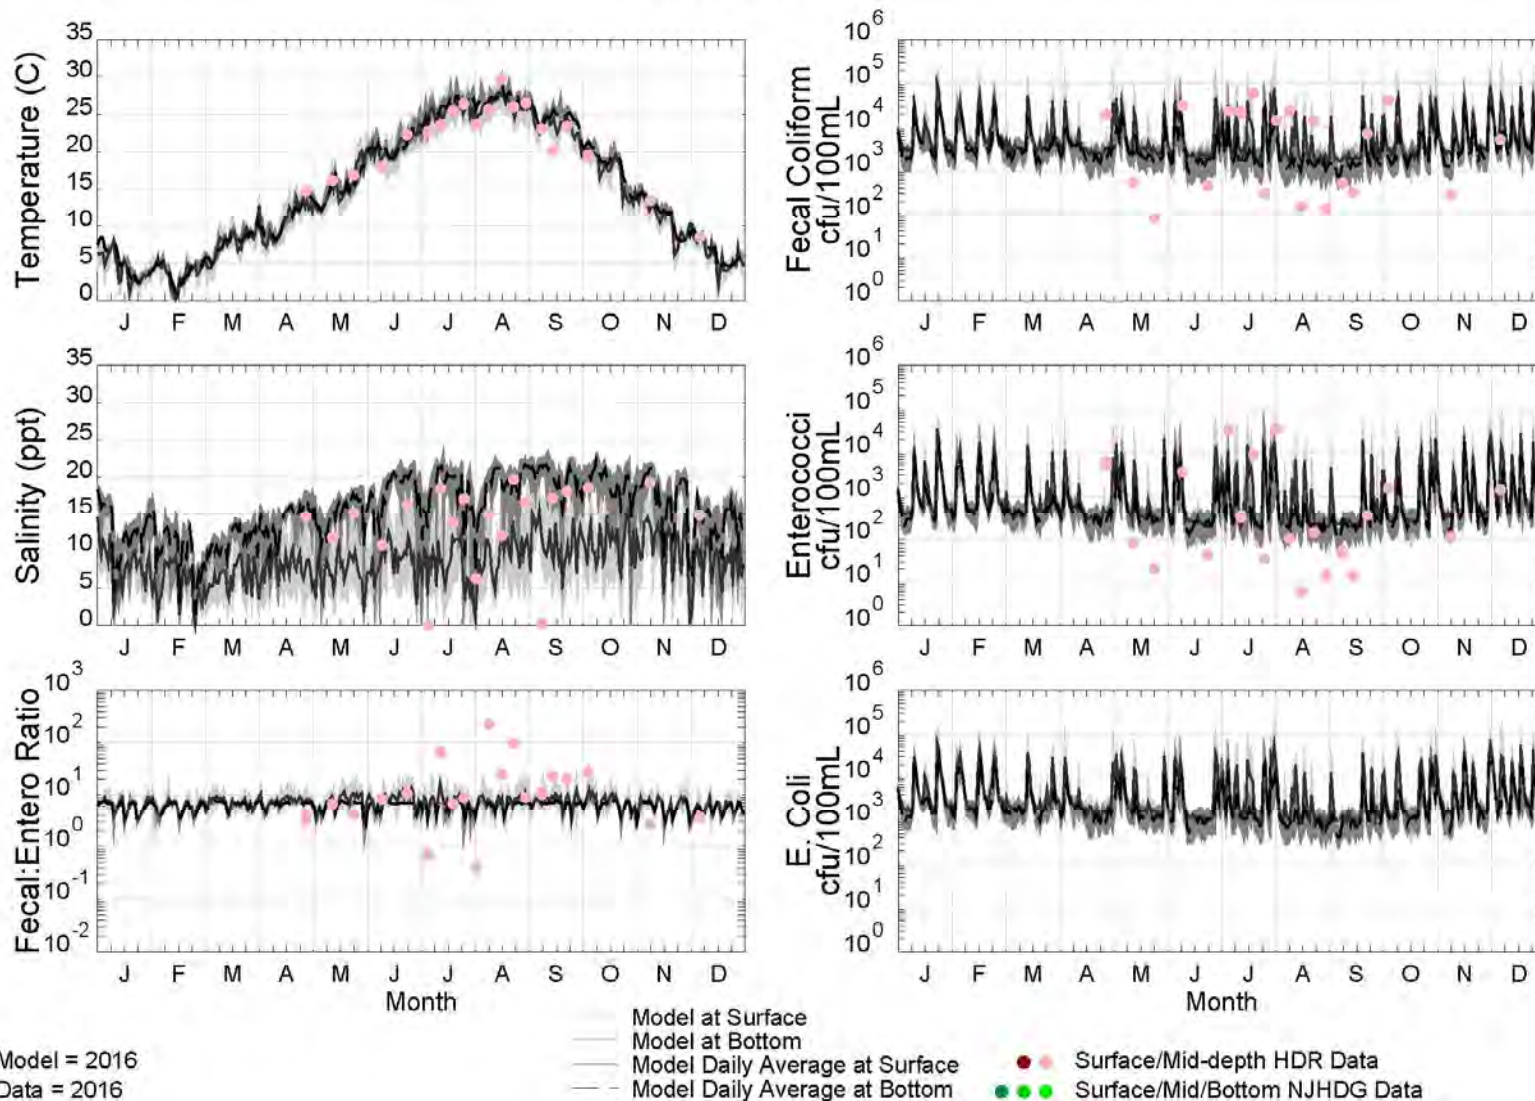 35
30
25
20
15
10
5
0
Temperature (C)
J F M A M J J A S O N D
10^6
10^5
10^4
10^3
10^2
10^1
10^0
Fecal Coliform
cfu/100mL
J F M A M J J A S O N D
35
30
25
20
15
10
5
0
Salinity (ppt)
J F M A M J J A S O N D
10^6
10^5
10^4
10^3
10^2
10^1
10^0
Enterococci
cfu/100mL
J F M A M J J A S O N D
10^3
10^2
10^1
10^0
10^-1
10^-2
Fecal:Entero Ratio
J F M A M J J A S O N D
Month
10^6
10^5
10^4
10^3
10^2
10^1
10^0
E. Coli
cfu/100mL
J F M A M J J A S O N D
Month
Model = 2016
Data = 2016
Model at Surface
Model at Bottom
Model Daily Average at Surface
Model Daily Average at Bottom
Surface/Mid-depth HDR Data
Surface/Mid/Bottom NJHDG Data